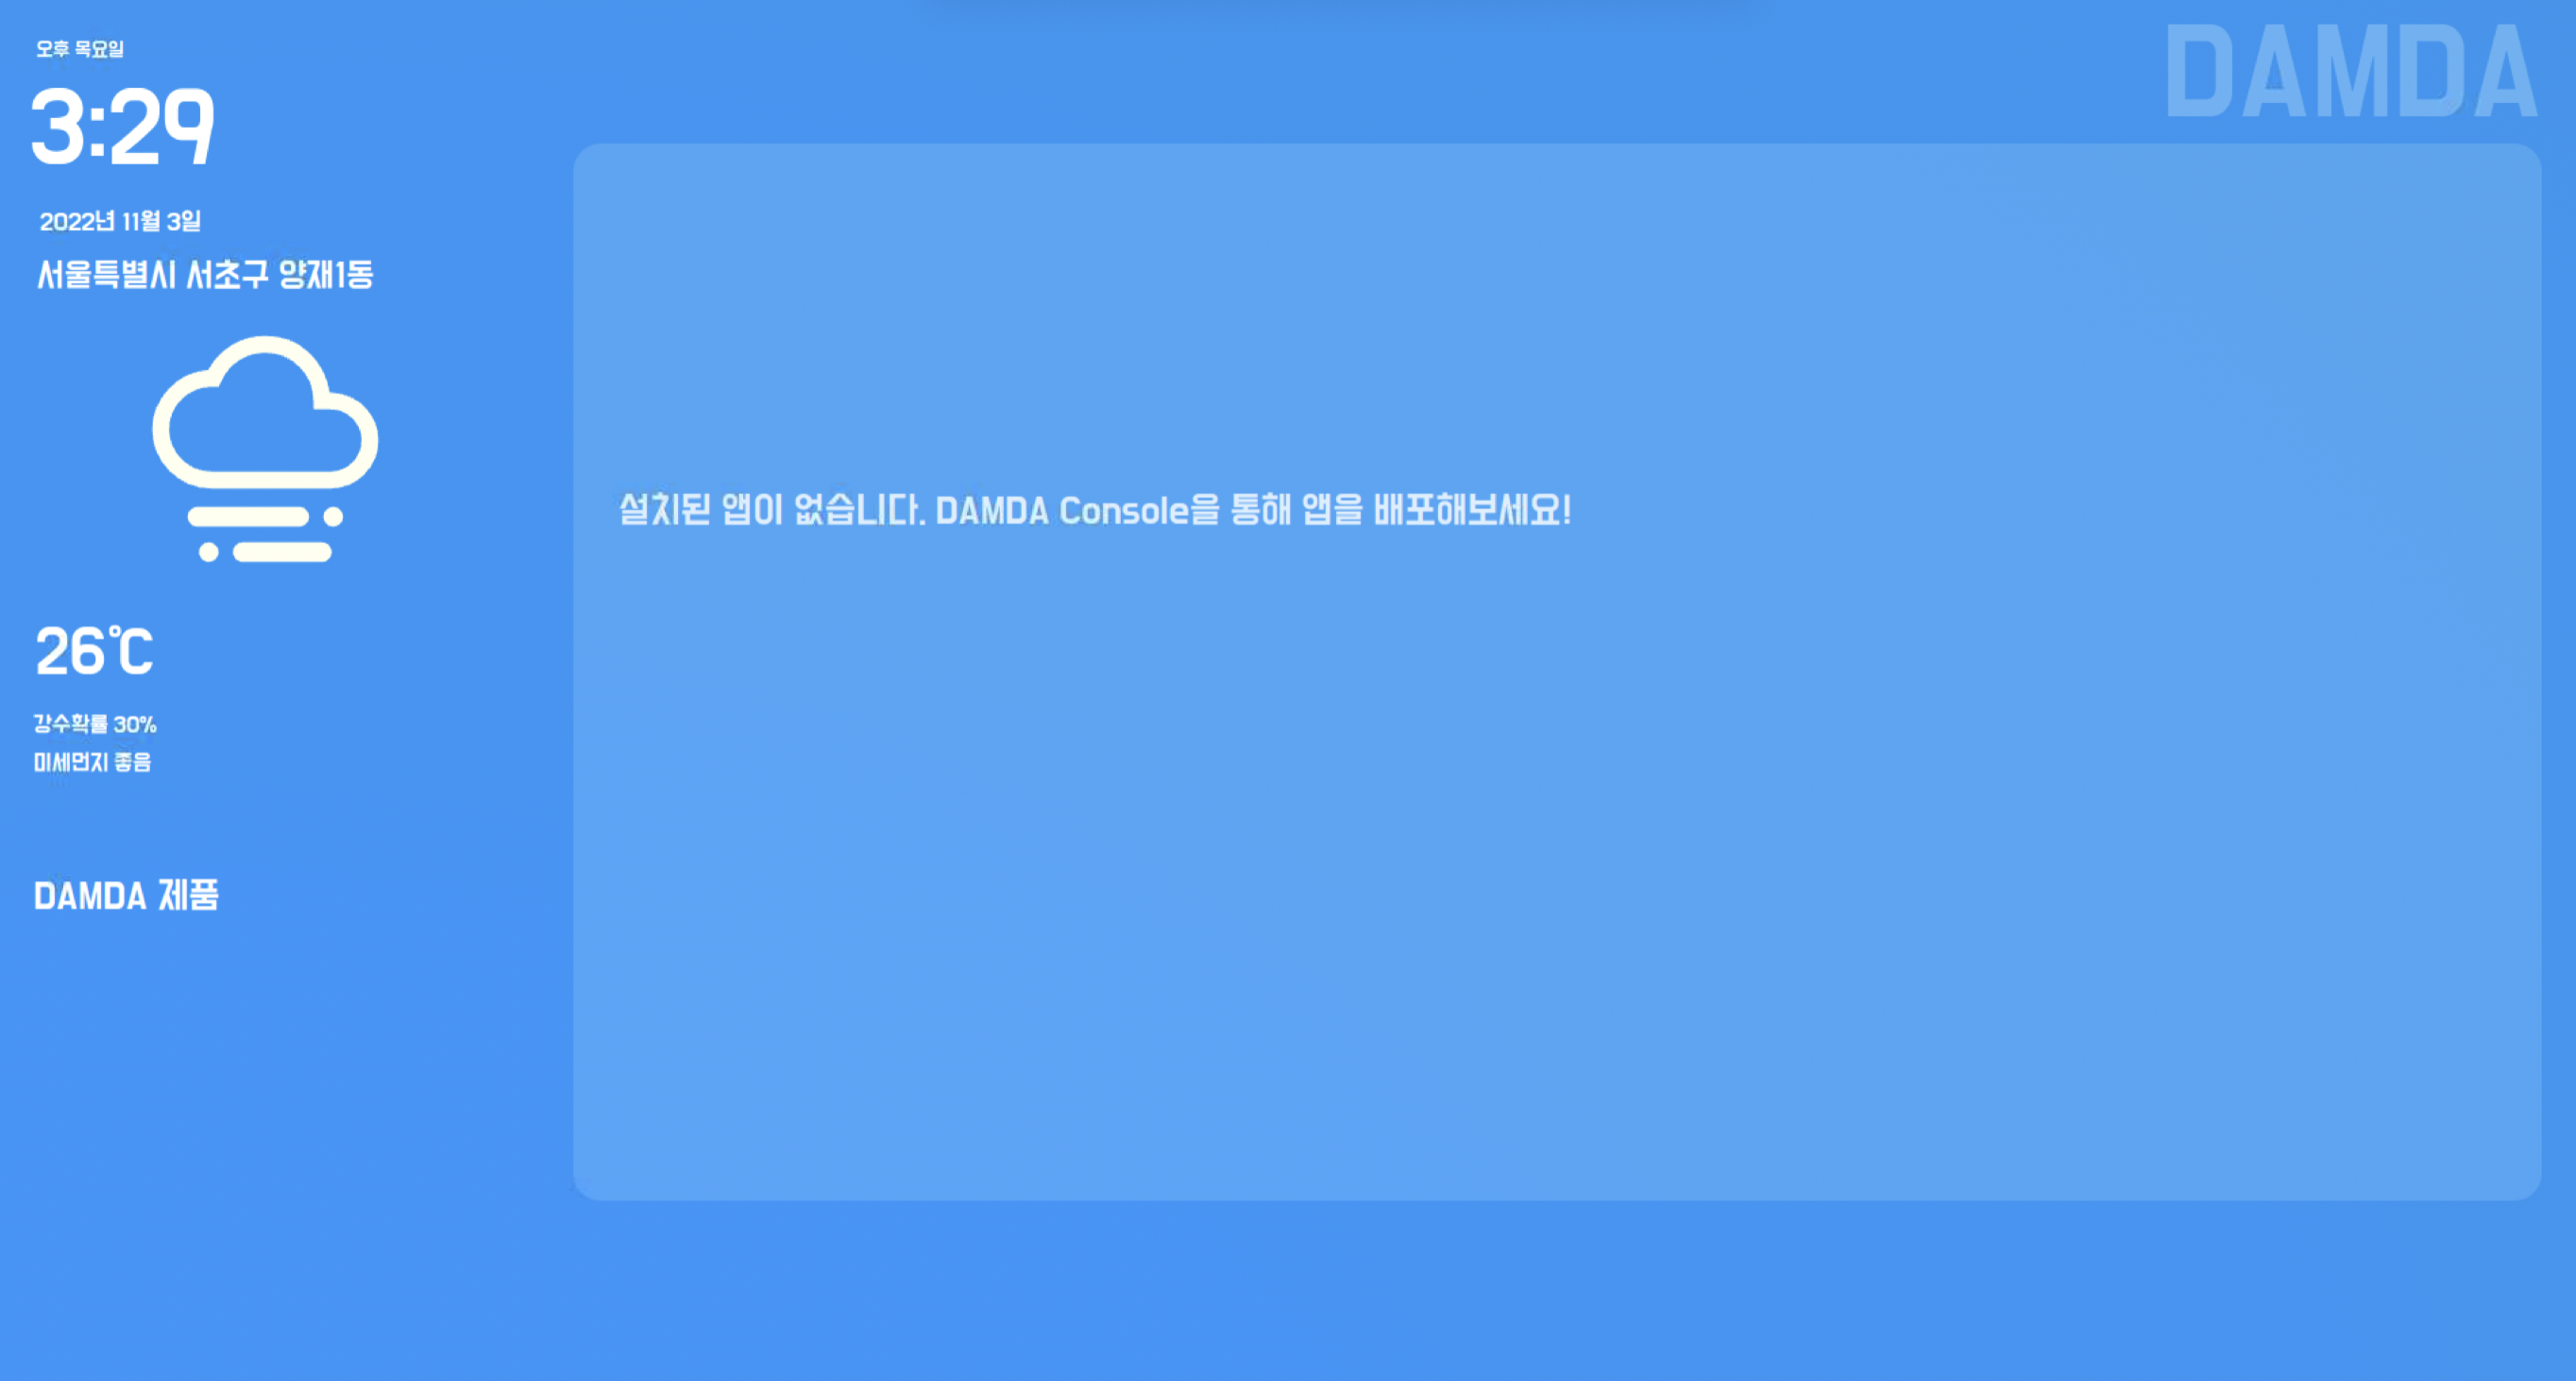 오후 목요일
3:29
2022년 11월 3일
서울특별시 서초구 양재1동
26℃
강수확률 30%
미세먼지 좋음
DAMDA 제품
DAMDA
설치된 앱이 없습니다. DAMDA Console을 통해 앱을 배포해보세요!